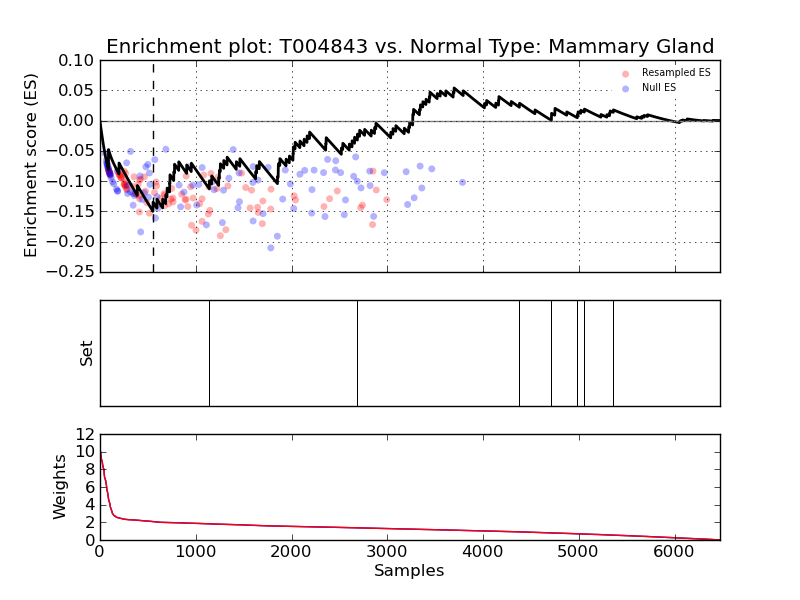 Enrichment plot: T004843 vs. Normal Type: Mammary Gland
Enrichment score (ES)
0.10
0.05
0.00
−0.05
−0.10
−0.15
−0.20
−0.25
Resampled ES
Null ES
Set
Weights
12
10
8
6
4
2
0
0 1000 2000 3000 4000 5000 6000
Samples